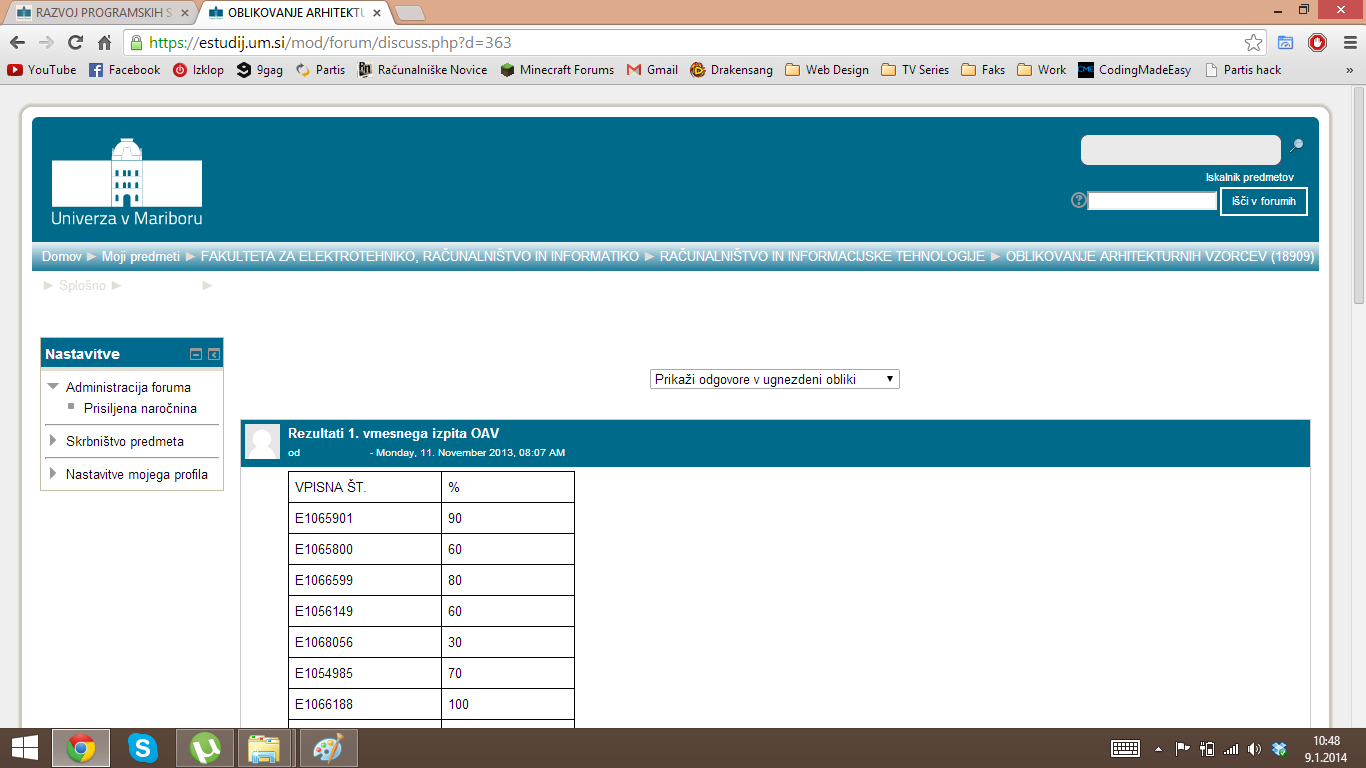 RAZVOJ PROGRAMSKIH S
OBLIKOVANJE ARHITEKTU
https://estudij.um.si/mod/forum/discuss.php?d=363
YouTube Facebook Izklop 9gag Partis Računalniške Novice Minecraft Forums Gmail Drakensang Web Design TV Series Faks Work CodingMadeEasy Partis hack »
Univerza v Mariboru
Iskalnik predmetov
Išči v forumih
Domov ► Moji predmeti ► FAKULTETA ZA ELEKTROTEHNIKO, RAČUNALNIŠTVO IN INFORMATIKO ► RAČUNALNIŠTVO IN INFORMACIJSKE TEHNOLOGIJE ► OBLIKOVANJE ARHITEKTURNIH VZORCEV (18909)
► Splošno ► ►
Nastavitve
Administracija foruma
Prisiljena naročnina
Skrbništvo predmeta
Nastavitve mojega profila
Prikaži odgovore v ugnezdeni obliki
Rezultati 1. vmesnega izpita OAV
od - Monday, 11. November 2013, 08:07 AM
VPISNA ŠT. %
E1065901 90
E1065800 60
E1066599 80
E1056149 60
E1068056 30
E1054985 70
E1066188 100
10:48
9.1.2014